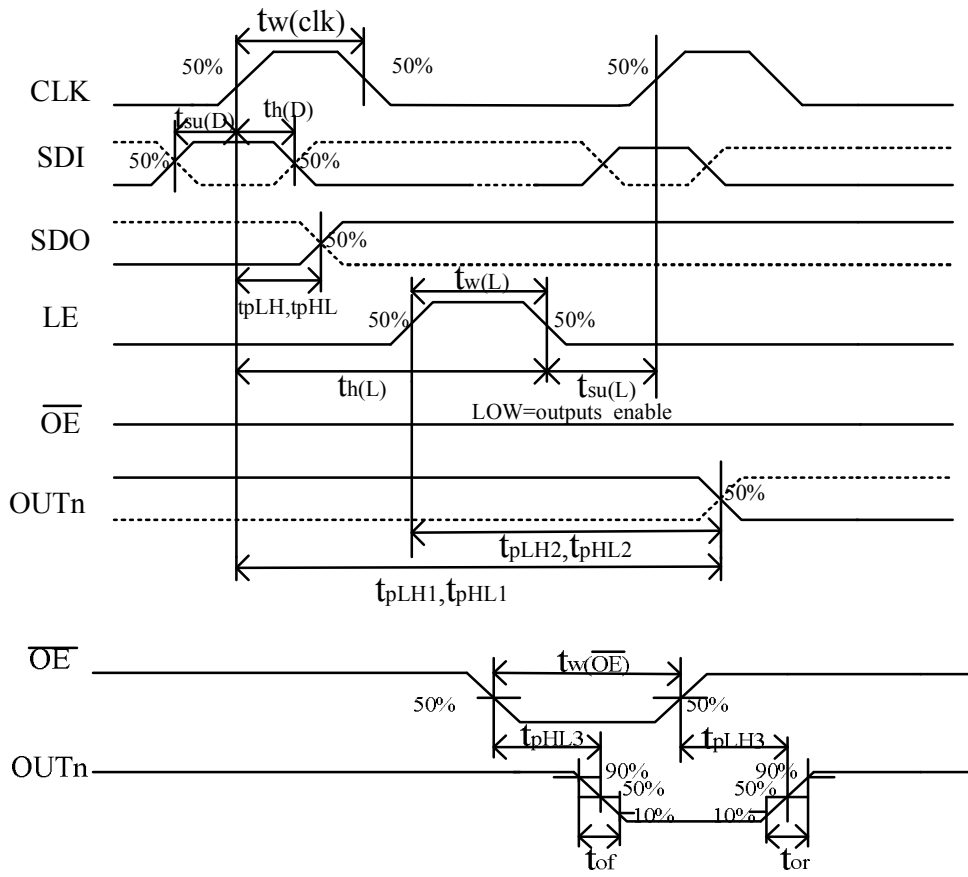 tw(clk)
50%
50%
50%
CLK
tsu(D)
th(D)
SDI
50%
50%
SDO
50%
tpLH,tpHL
tw(L)
LE
50%
50%
th(L)
tsu(L)
LOW=outputs enable
OE
OUTn
50%
tpLH2,tpHL2
tpLH1,tpHL1
OE
tw(OE)
50%
50%
tpHL3
tpLH3
OUTn
90%
90%
50%
50%
10%
10%
tof
tor